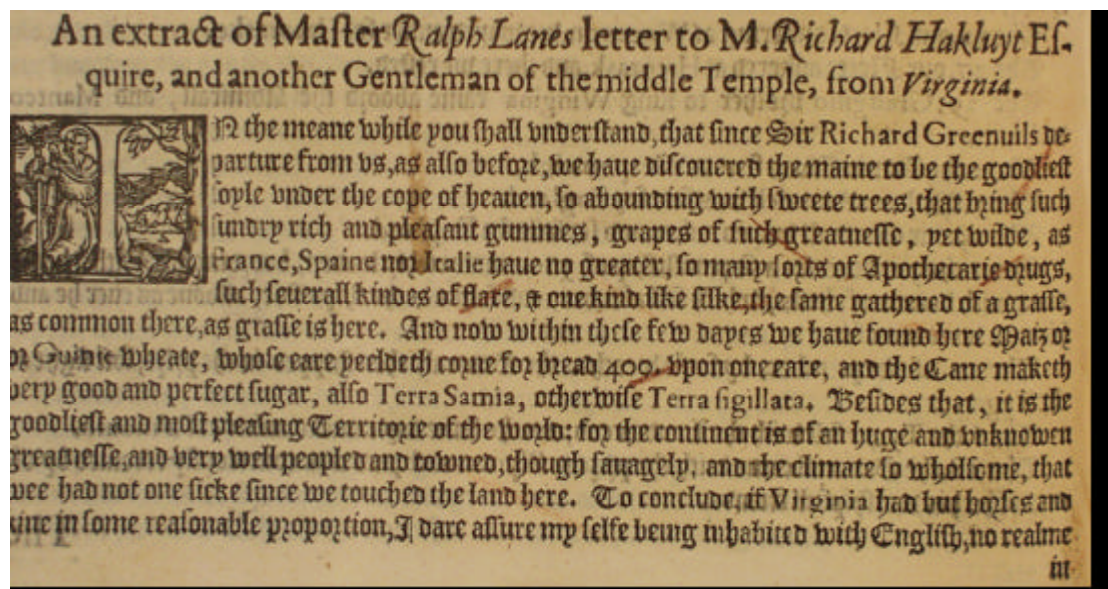 An extract of Maſter Ralph Lanes letter to M. Richard Hakluyt Eſ-
quire, and another Gentleman of the middle Temple, from Virginia.
IN the meane while you ſhall vnderſtand, that ſince Sir Richard Greenuils de-
parture from vs, as alſo before, we haue diſcouered the maine to be the goodlieſt
ſoyle vnder the cope of heauen, ſo abounding with ſweete trees, that bring ſuch
ſundry rich and pleaſant gummes, grapes of ſuch greatneſſe, yet wilde, as
France, Spaine nor Italie haue no greater, ſo many ſorts of Apothecarie drugs,
ſuch ſeuerall kindes of flaxe, & one kind like ſilke, the ſame gathered of a graſſe,
as common there, as graſſe is here. And now within theſe few dayes we haue found here Maiz or
or Guinie wheate, whoſe eare yeeldeth corne for bread 400. vpon one eare, and the Cane maketh
very good and perfect ſugar, alſo Terra Samia, otherwiſe Terra ſigillata. Beſides that, it is the
goodlieſt and moſt pleaſing Territorie of the world: for the continent is of an huge and vnknowen
greatneſſe, and very well peopled and towned, though ſauagely, and the climate ſo wholſome, that
wee had not one ſicke ſince we touched the land here. To conclude, if Virginia had but horſes and
kine in ſome reaſonable proportion, I dare aſſure my ſelfe being inhabited with Engliſh, no realme
in